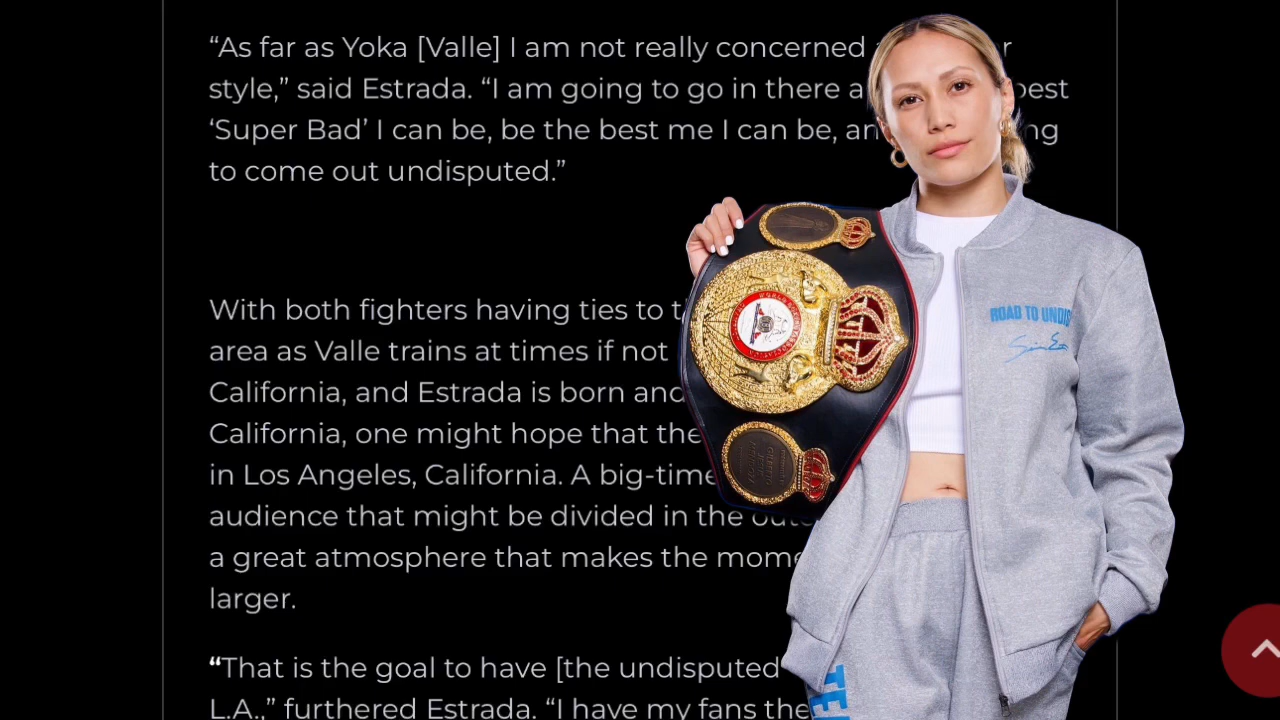 “As far as Yoka [Valle] I am not really concerned
style,” said Estrada. “I am going to go in there
‘Super Bad’ I can be, be the best me I can be,
to come out undisputed.”
With both fighters having ties to
area as Valle trains at times if not
California, and Estrada is born and
California, one might hope that the
in Los Angeles, California. A big-time
audience that might be divided in the
a great atmosphere that makes the
larger.
“That is the goal to have [the undisputed
L.A.,” furthered Estrada. “I have my fans
ROAD TO
WORLD